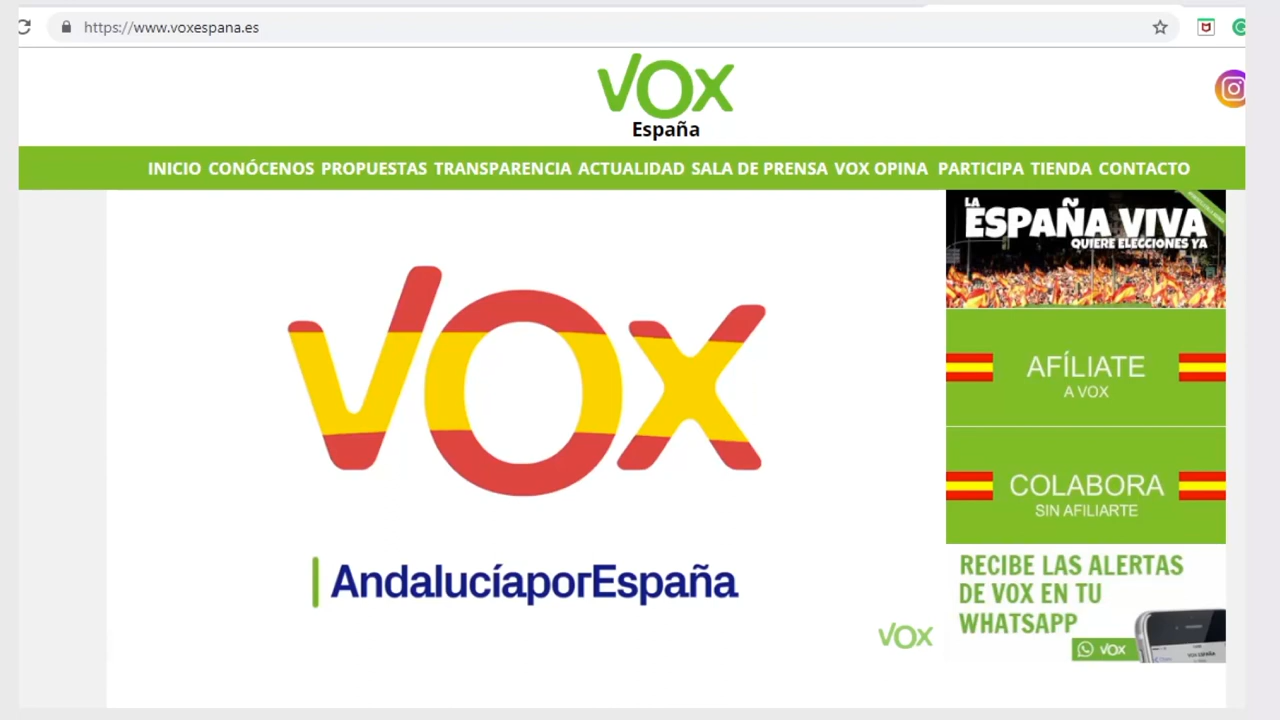 https://www.voxespana.es
VOX
España
INICIO CONÓCENOS PROPUESTAS TRANSPARENCIA ACTUALIDAD SALA DE PRENSA VOX OPINA PARTICIPA TIENDA CONTACTO
LA
ESPAÑA VIVA
QUIERE ELECCIONES YA
VOX
AndalucíaporEspaña
VOX
AFÍLIATE
A VOX
COLABORA
SIN AFILIARTE
RECIBE LAS ALERTAS
DE VOX EN TU
WHATSAPP
VOX